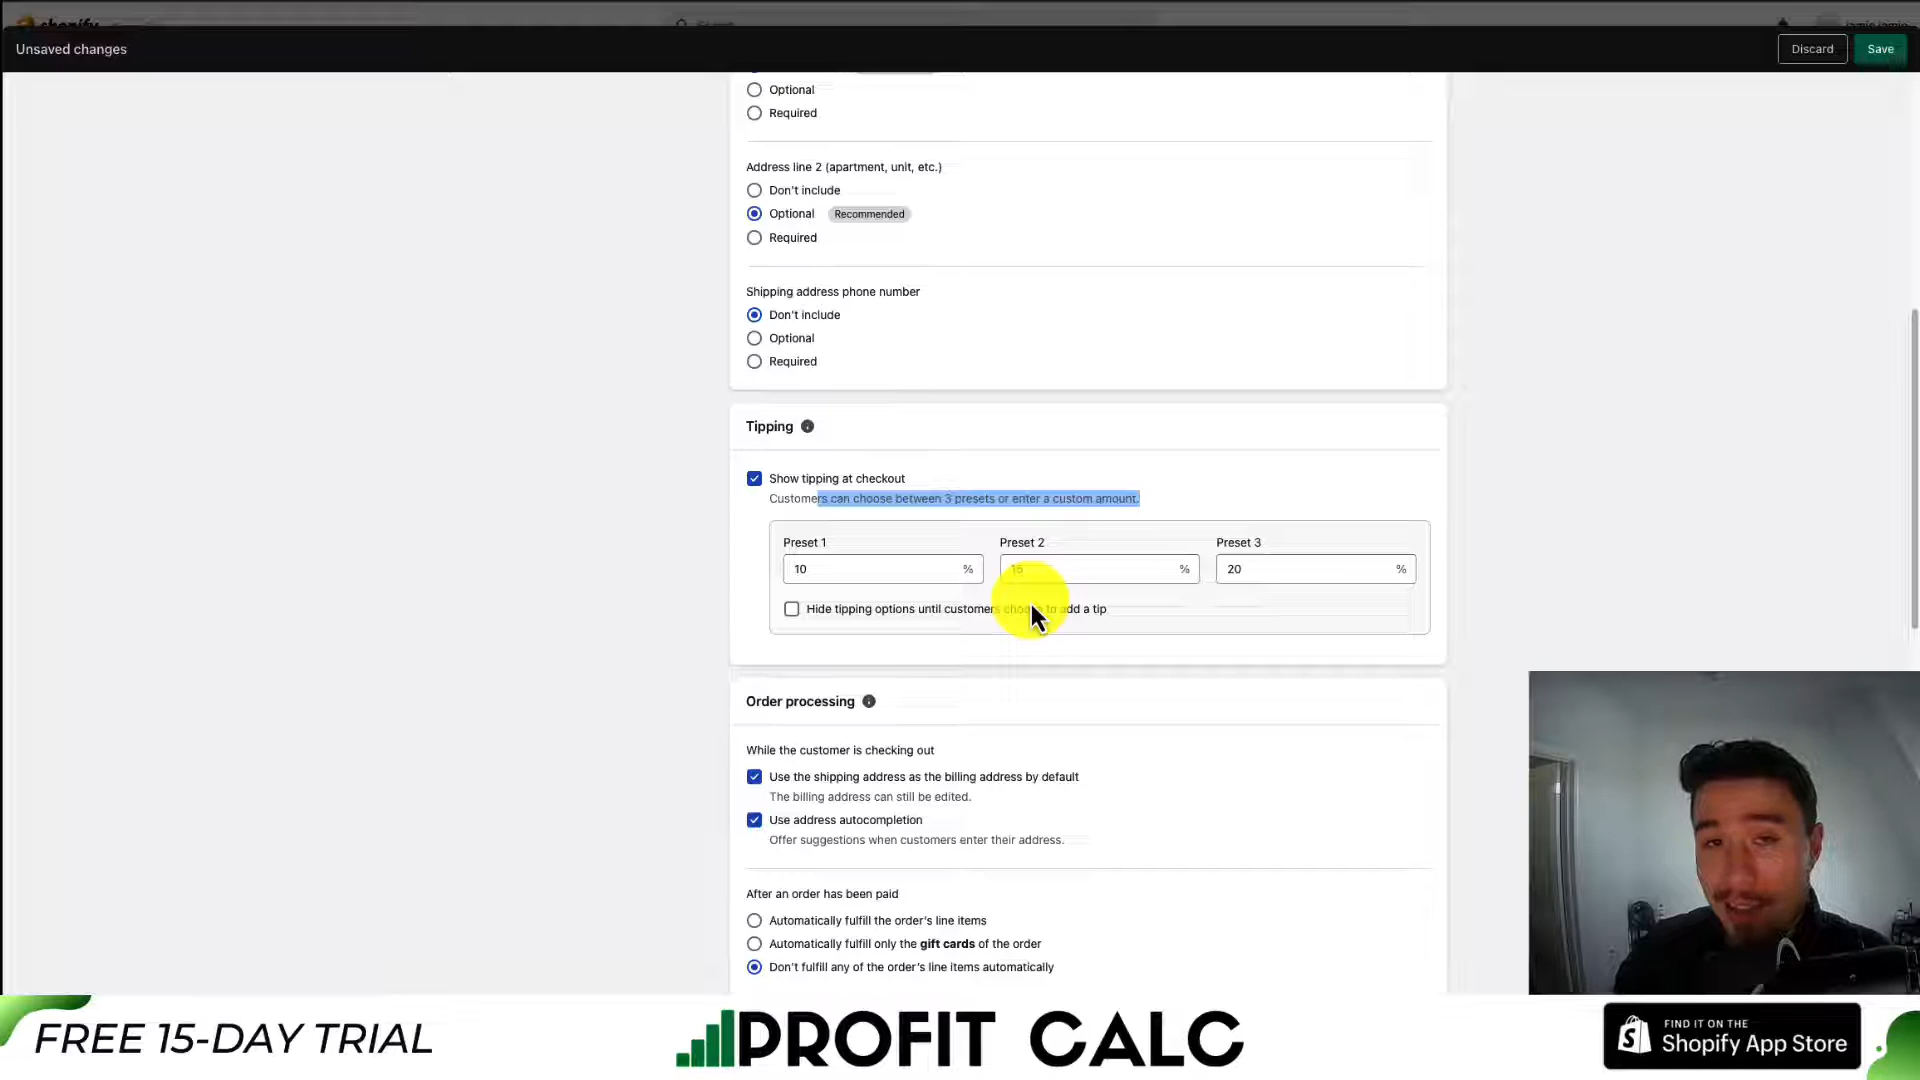 shopify
Unsaved changes
Discard
Save
Optional
Required
Address line 2 (apartment, unit, etc.)
Don't include
Optional
Recommended
Required
Shipping address phone number
Don't include
Optional
Required
Tipping
Show tipping at checkout
Customers can choose between 3 presets or enter a custom amount.
Preset 1
Preset 2
Preset 3
10 %
15 %
20 %
Hide tipping options until customers choose to add a tip
Order processing
While the customer is checking out
Use the shipping address as the billing address by default
The billing address can still be edited.
Use address autocompletion
Offer suggestions when customers enter their address.
After an order has been paid
Automatically fulfill the order's line items
Automatically fulfill only the gift cards of the order
Don't fulfill any of the order's line items automatically
FREE 15-DAY TRIAL
PROFIT CALC
FIND IT ON THE
Shopify App Store